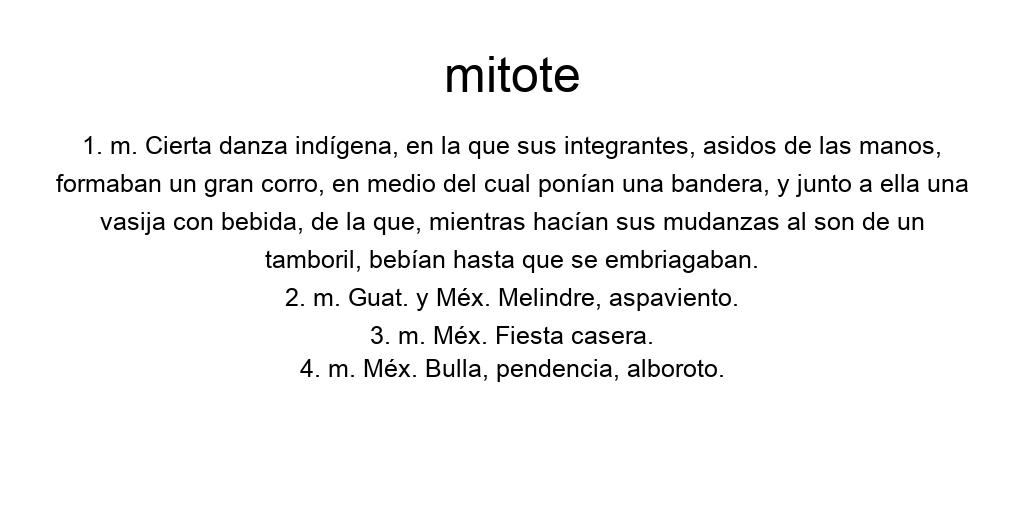 mitote
1. m. Cierta danza indígena, en la que sus integrantes, asidos de las manos,
formaban un gran corro, en medio del cual ponían una bandera, y junto a ella una
vasija con bebida, de la que, mientras hacían sus mudanzas al son de un
tamboril, bebían hasta que se embriagaban.
2. m. Guat. y Méx. Melindre, aspaviento.
3. m. Méx. Fiesta casera.
4. m. Méx. Bulla, pendencia, alboroto.